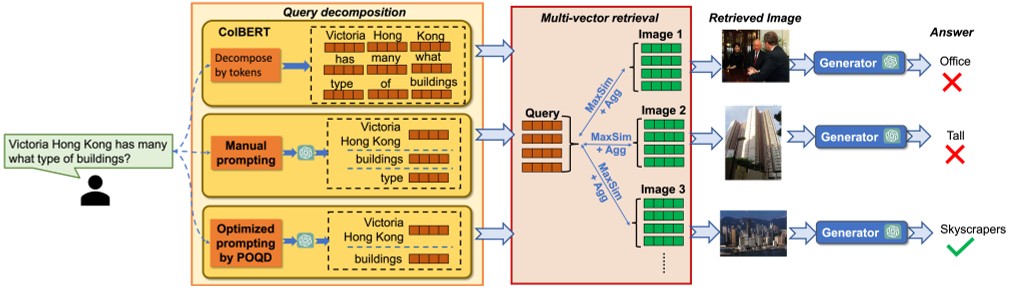 Query decomposition
Multi-vector retrieval
Retrieved Image
Answer
ColBERT
Decompose
by tokens
Victoria Hong Kong
has many what
type of buildings
Manual
prompting
Victoria
Hong Kong
buildings
type
Optimized
prompting
by POQD
Victoria
Hong Kong
buildings
Victoria Hong Kong has many
what type of buildings?
Query
MaxSim
+ Agg
MaxSim
+ Agg
MaxSim
+ Agg
Image 1
Image 2
Image 3
Generator
Office
Generator
Tall
Generator
Skyscrapers